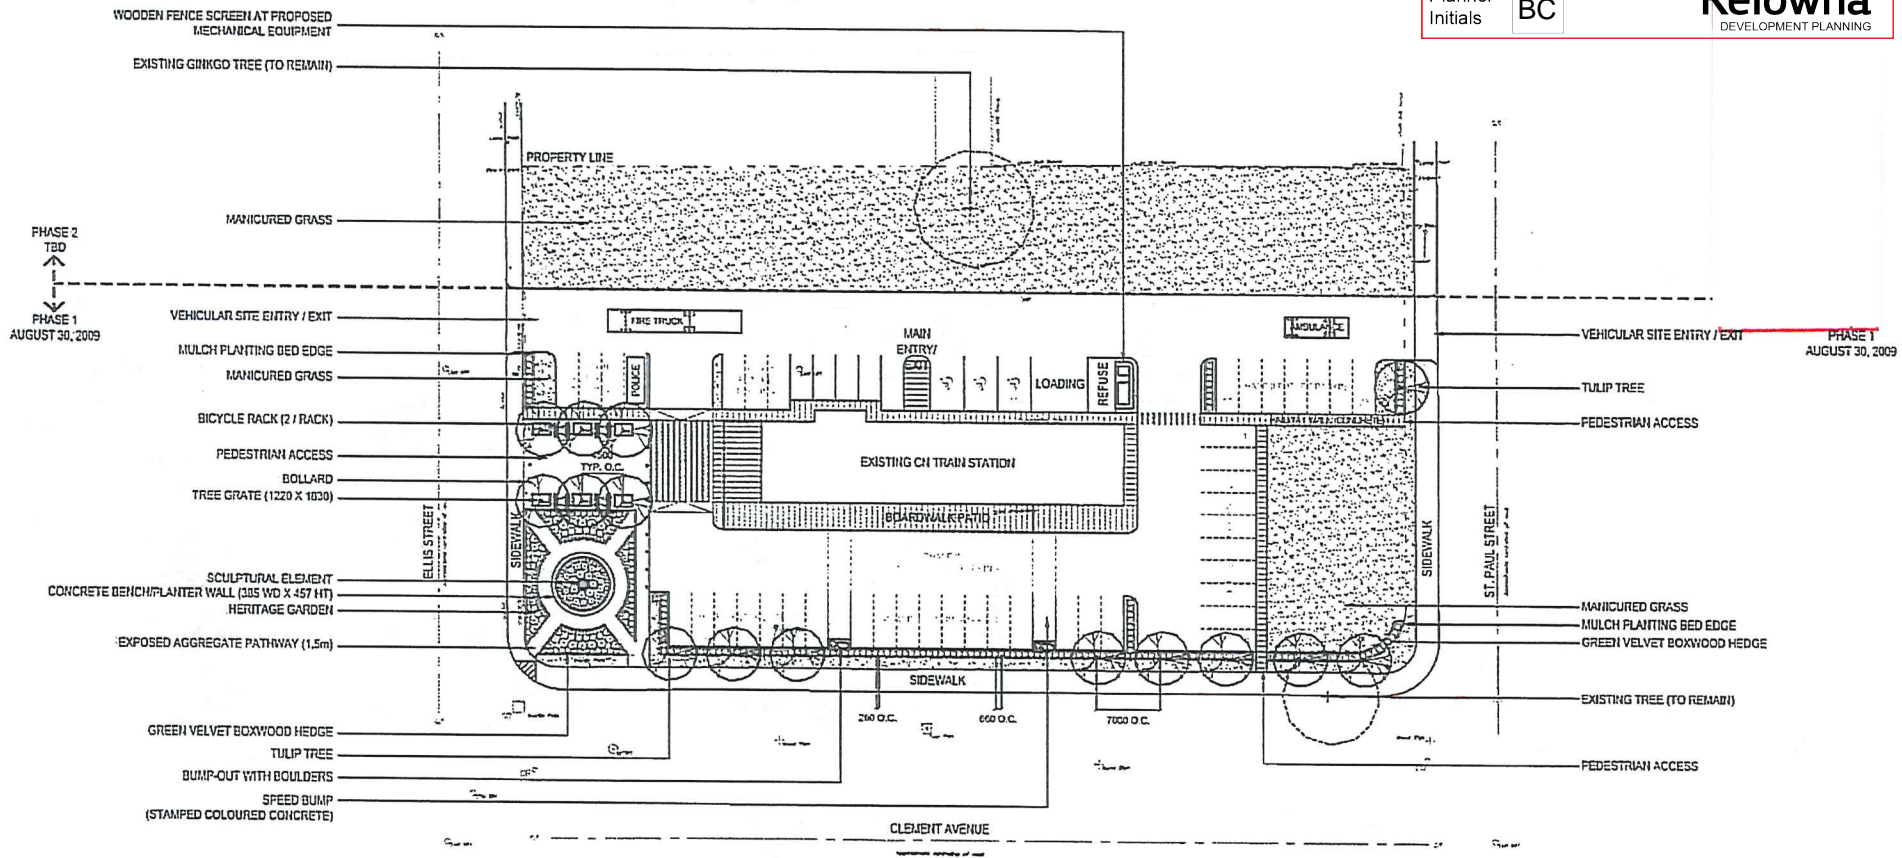 WOODEN FENCE SCREEN AT PROPOSED
MECHANICAL EQUIPMENT
EXISTING GINKGO TREE (TO REMAIN)
Initials
BC
Kelowna
DEVELOPMENT PLANNING
PROPERTY LINE
MANICURED GRASS
PHASE 2
TBD
PHASE 1
AUGUST 30, 2009
VEHICULAR SITE ENTRY / EXIT
MULCH PLANTING BED EDGE
MANICURED GRASS
BICYCLE RACK (2 / RACK)
PEDESTRIAN ACCESS
BOLLARD
TREE GRATE (1220 X 1830)
SCULPTURAL ELEMENT
CONCRETE BENCH/PLANTER WALL (305 WD X 457 HT)
HERITAGE GARDEN
EXPOSED AGGREGATE PATHWAY (1.5m)
GREEN VELVET BOXWOOD HEDGE
TULIP TREE
BUMP-OUT WITH BOULDERS
SPEED BUMP
(STAMPED COLOURED CONCRETE)
FIRE TRUCK
AMBULANCE
POLICE
MAIN
ENTRY/
EXIT
LOADING
REFUSE
TYP. O.C.
EXISTING CN TRAIN STATION
BOARDWALK PATIO
ELLIS STREET
SIDEWALK
SIDEWALK
260 O.C.
660 O.C.
7000 O.C.
CLEMENT AVENUE
SIDEWALK
ST. PAUL STREET
VEHICULAR SITE ENTRY / EXIT
PHASE 1
AUGUST 30, 2009
TULIP TREE
PEDESTRIAN ACCESS
MANICURED GRASS
MULCH PLANTING BED EDGE
GREEN VELVET BOXWOOD HEDGE
EXISTING TREE (TO REMAIN)
PEDESTRIAN ACCESS